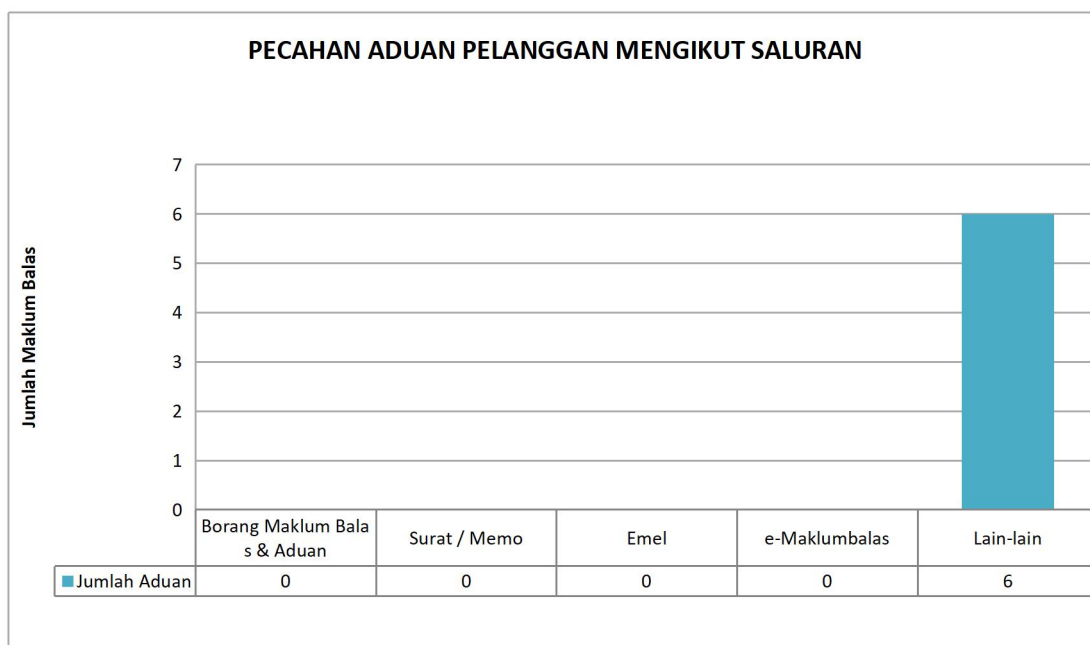 PECAHAN ADUAN PELANGGAN MENGIKUT SALURAN
Jumlah Maklum Balas
7
6
5
4
3
2
1
0
Borang Maklum Bala
s & Aduan
Surat / Memo
Emel
e-Maklumbalas
Lain-lain
Jumlah Aduan 0 0 0 0 6